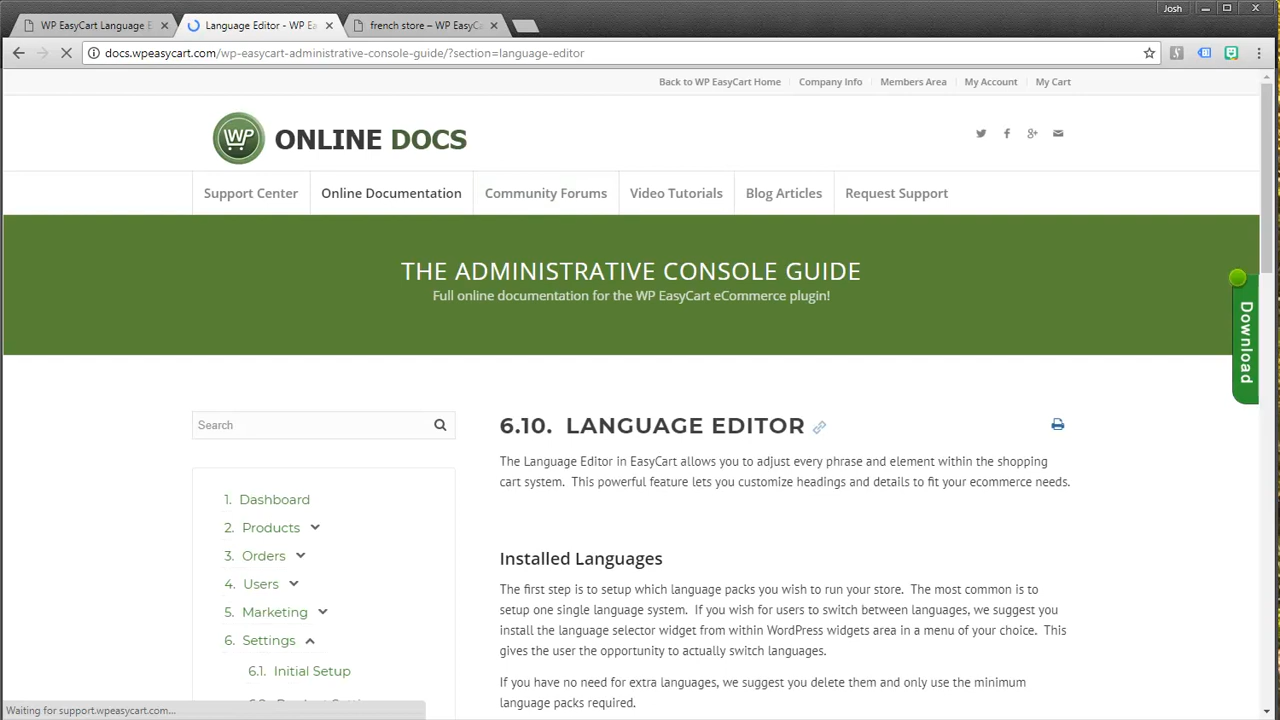 Josh
WP EasyCart Language E
Language Editor - WP Ea
french store – WP EasyC
docs.wpeasycart.com/wp-easycart-administrative-console-guide/?section=language-editor
Back to WP EasyCart Home
Company Info
Members Area
My Account
My Cart
WP
ONLINE DOCS
Support Center
Online Documentation
Community Forums
Video Tutorials
Blog Articles
Request Support
THE ADMINISTRATIVE CONSOLE GUIDE
Full online documentation for the WP EasyCart eCommerce plugin!
Download
Search
1. Dashboard
2. Products
3. Orders
4. Users
5. Marketing
6. Settings
6.1. Initial Setup
6.10. LANGUAGE EDITOR
The Language Editor in EasyCart allows you to adjust every phrase and element within the shopping
cart system. This powerful feature lets you customize headings and details to fit your ecommerce needs.
Installed Languages
The first step is to setup which language packs you wish to run your store. The most common is to
setup one single language system. If you wish for users to switch between languages, we suggest you
install the language selector widget from within WordPress widgets area in a menu of your choice. This
gives the user the opportunity to actually switch languages.
If you have no need for extra languages, we suggest you delete them and only use the minimum
language packs required.
Waiting for support.wpeasycart.com...